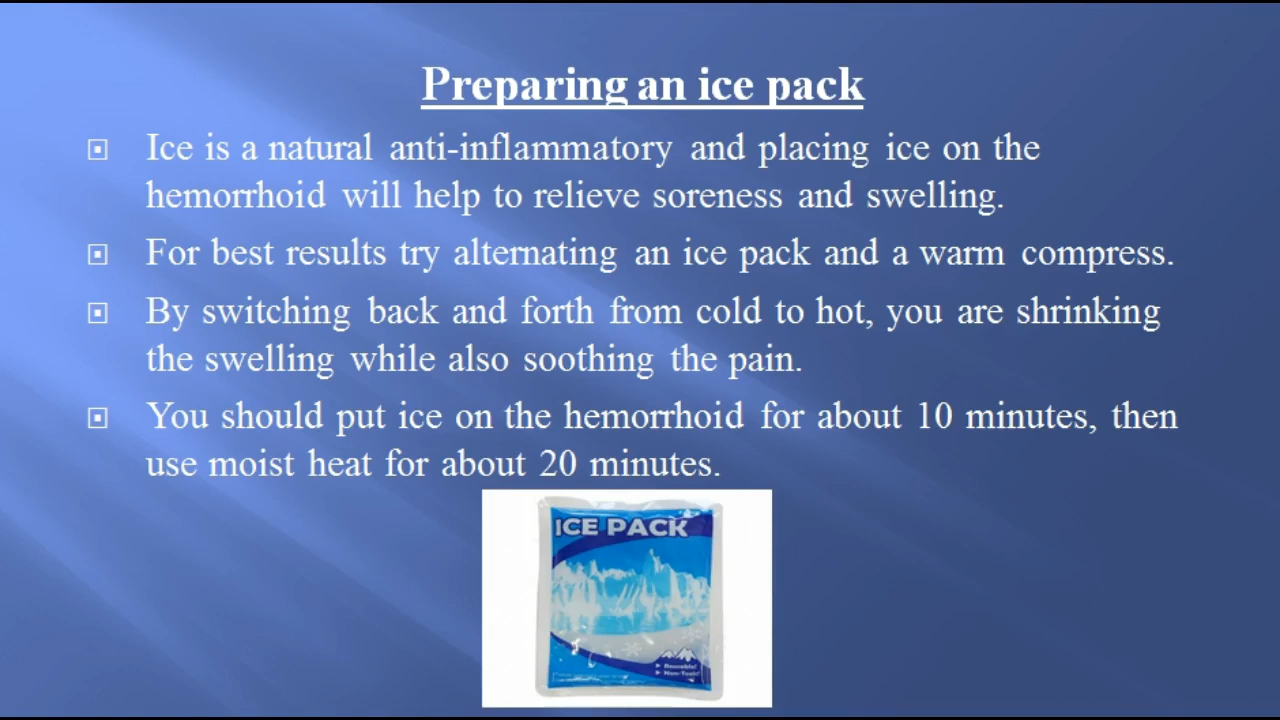 Preparing an ice pack
Ice is a natural anti-inflammatory and placing ice on the
hemorrhoid will help to relieve soreness and swelling.
For best results try alternating an ice pack and a warm compress.
By switching back and forth from cold to hot, you are shrinking
the swelling while also soothing the pain.
You should put ice on the hemorrhoid for about 10 minutes, then
use moist heat for about 20 minutes.
ICE PACK
Reusable!
Non-Toxic!